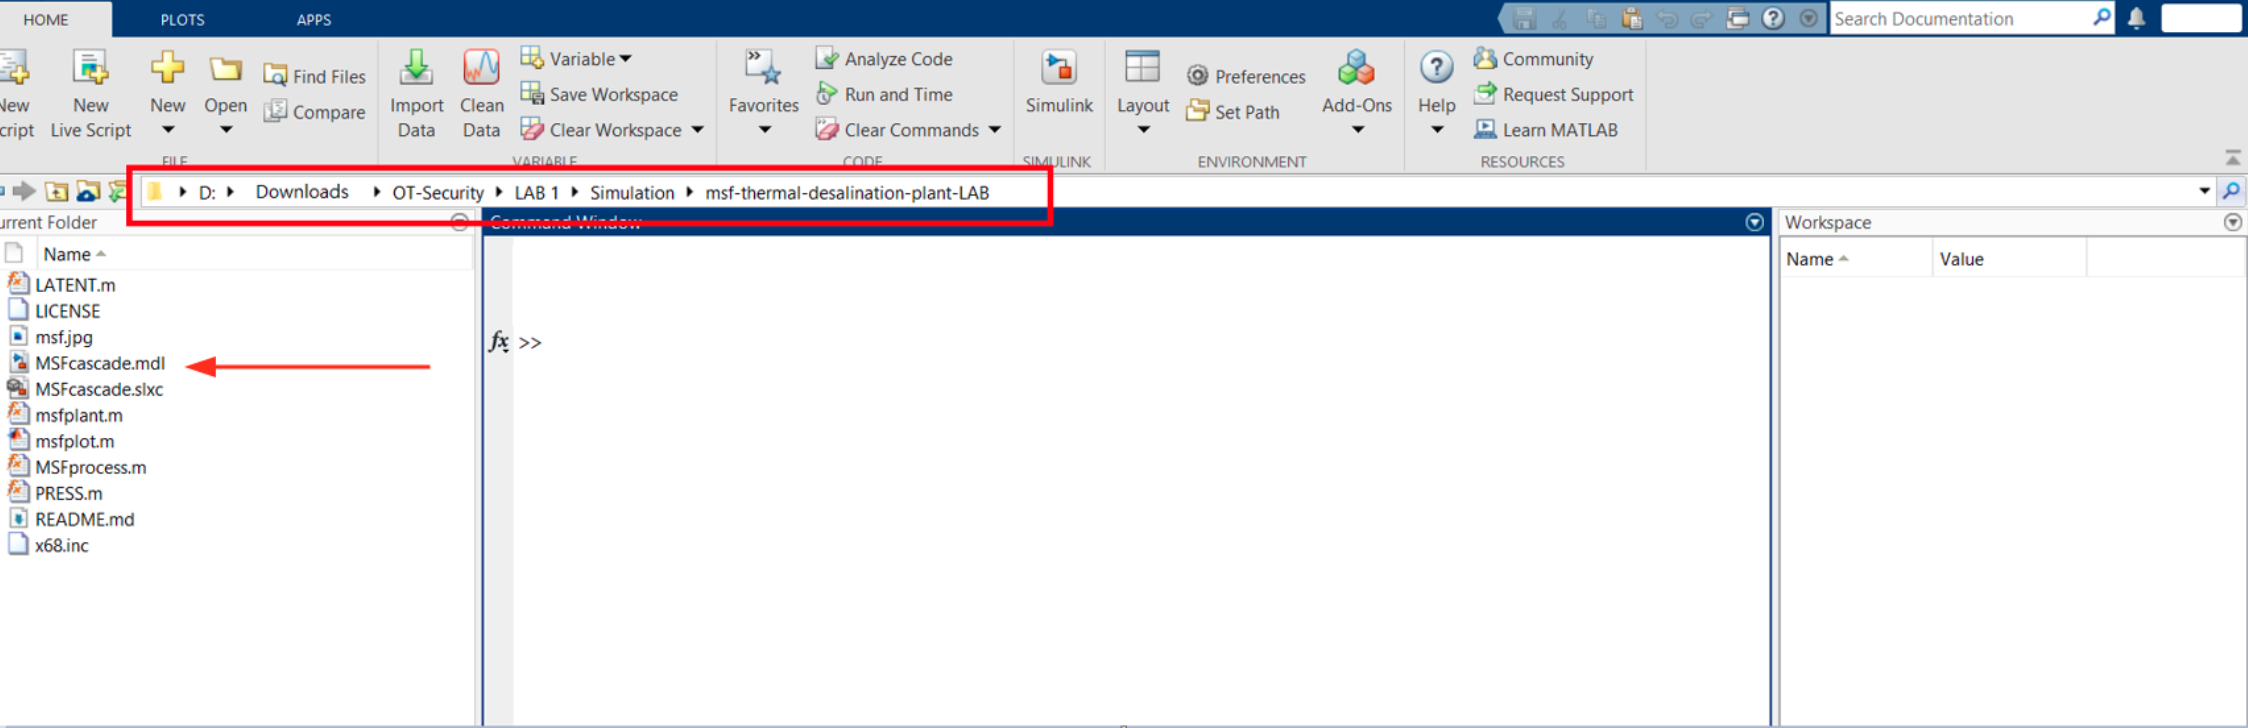 HOME PLOTS APPS
Search Documentation
Find Files
Compare
New
Live Script
New
Open
Import
Data
Clean
Data
Variable
Save Workspace
Clear Workspace
Favorites
Analyze Code
Run and Time
Clear Commands
Simulink
Layout
Preferences
Set Path
Add-Ons
Help
Community
Request Support
Learn MATLAB
FILE VARIABLE CODE SIMULINK ENVIRONMENT RESOURCES
D: Downloads OT-Security LAB 1 Simulation msf-thermal-desalination-plant-LAB
urrent Folder
Name
LATENT.m
LICENSE
msf.jpg
MSFcascade.mdl
MSFcascade.slxc
msfplant.m
msfplot.m
MSFprocess.m
PRESS.m
README.md
x68.inc
Command Window
fx >>
Workspace
Name Value